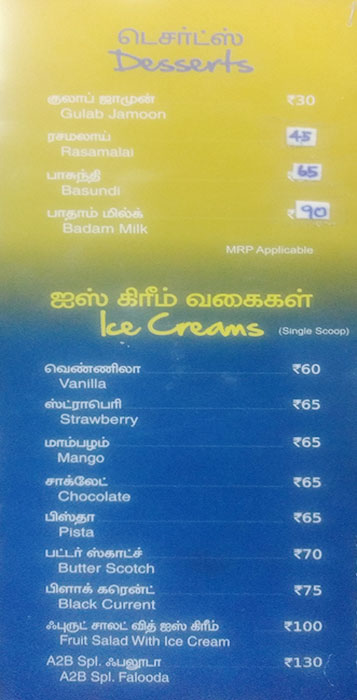 டெசர்ட்ஸ்
Desserts
குலாப் ஜாமுன் ₹30
Gulab Jamoon
ரசமலாய் 45
Rasamalai
பாசுந்தி ₹ 65
Basundi
பாதாம் மில்க் ₹ 90
Badam Milk
MRP Applicable
ஐஸ் கிரீம் வகைகள்
Ice Creams (Single Scoop)
வெண்ணிலா ₹60
Vanilla
ஸ்ட்ராபெரி ₹65
Strawberry
மாம்பழம் ₹65
Mango
சாக்லேட் ₹65
Chocolate
பிஸ்தா ₹65
Pista
பட்டர் ஸ்காட்ச் ₹70
Butter Scotch
பிளாக் கரென்ட் ₹75
Black Current
ஃபுருட் சாலட் வித் ஐஸ் கிரீம் ₹100
Fruit Salad With Ice Cream
A2B Spl. ஃபலூடா ₹130
A2B Spl. Falooda